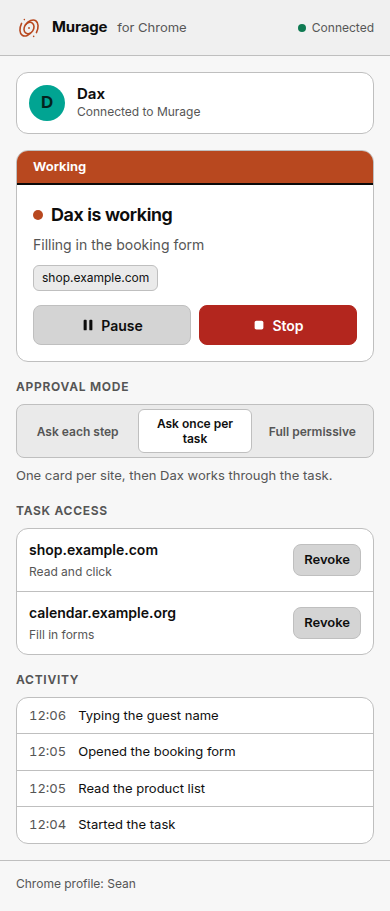 Murage for Chrome
Connected
D
Dax
Connected to Murage
Working
Dax is working
Filling in the booking form
shop.example.com
Pause
Stop
APPROVAL MODE
Ask each step
Ask once per
task
Full permissive
One card per site, then Dax works through the task.
TASK ACCESS
shop.example.com
Read and click
Revoke
calendar.example.org
Fill in forms
Revoke
ACTIVITY
12:06 Typing the guest name
12:05 Opened the booking form
12:05 Read the product list
12:04 Started the task
Chrome profile: Sean